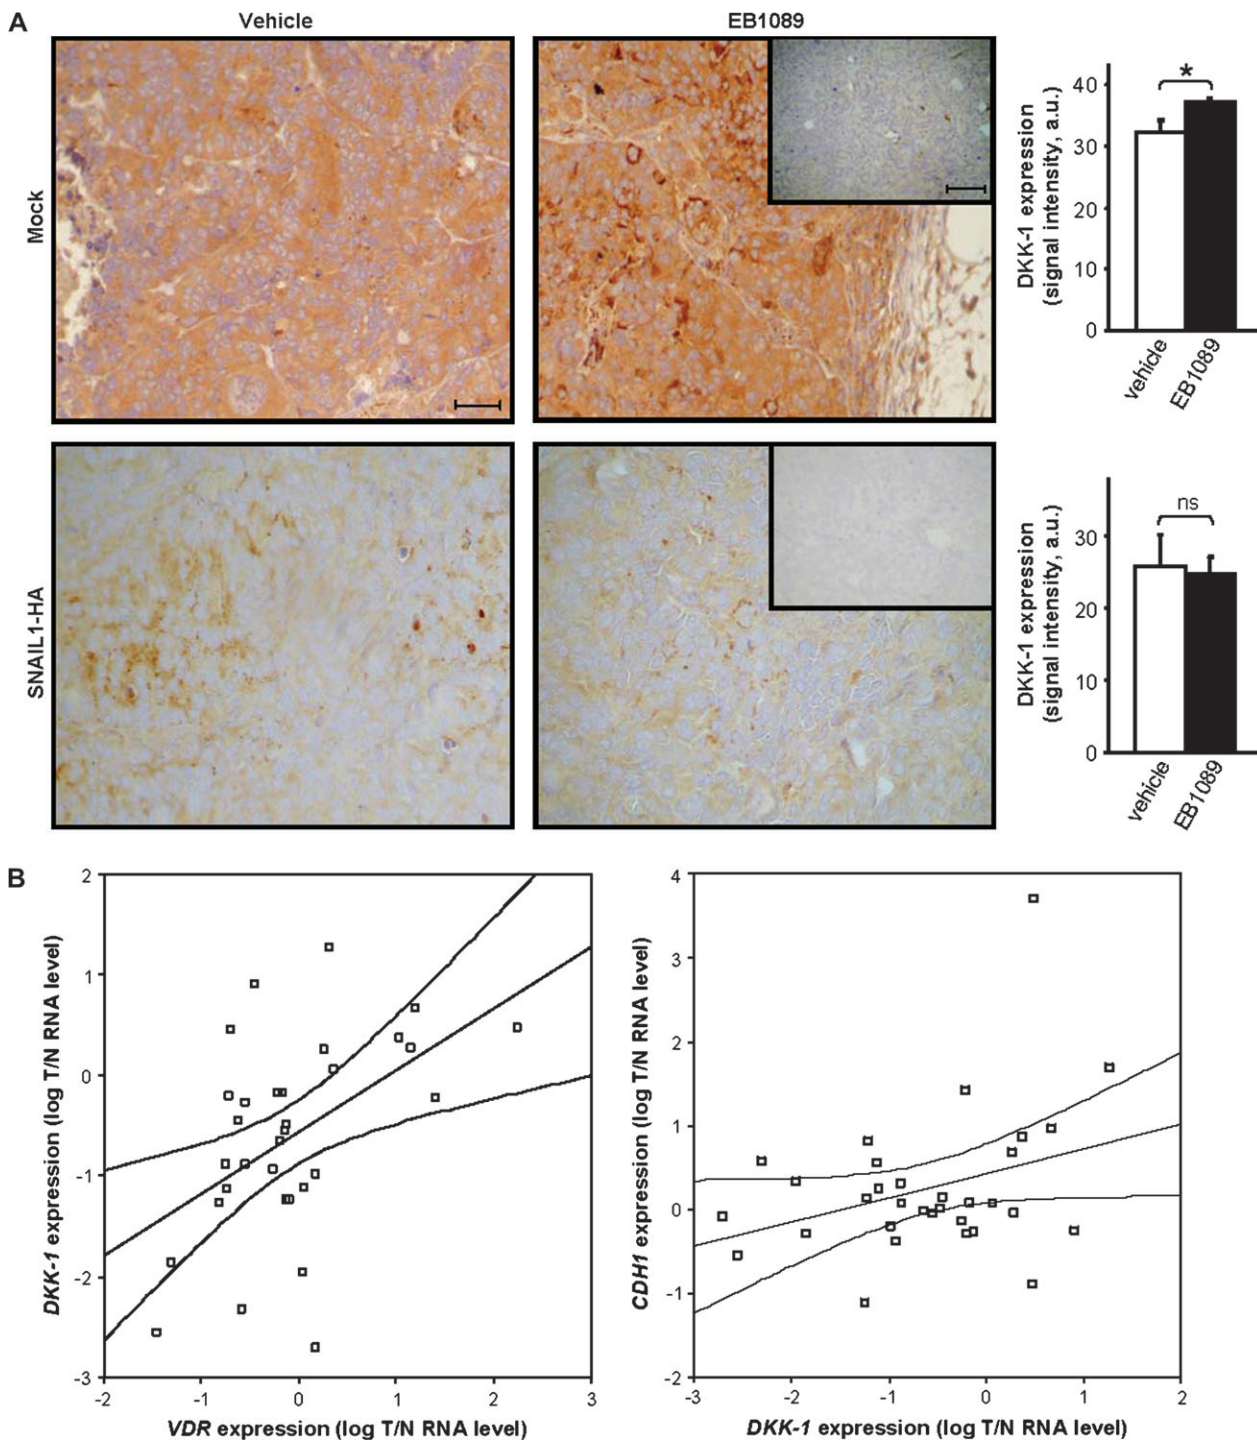 A
Vehicle
EB1089
Mock
DKK-1 expression
(signal intensity, a.u.)
40
30
20
10
0
*
vehicle
EB1089
SNAIL1-HA
DKK-1 expression
(signal intensity, a.u.)
30
20
10
0
ns
vehicle
EB1089
B
DKK-1 expression (log T/N RNA level)
2
1
0
-1
-2
-3
-2
-1
0
1
2
3
VDR expression (log T/N RNA level)
CDH1 expression (log T/N RNA level)
4
3
2
1
0
-1
-2
-3
-2
-1
0
1
2
DKK-1 expression (log T/N RNA level)